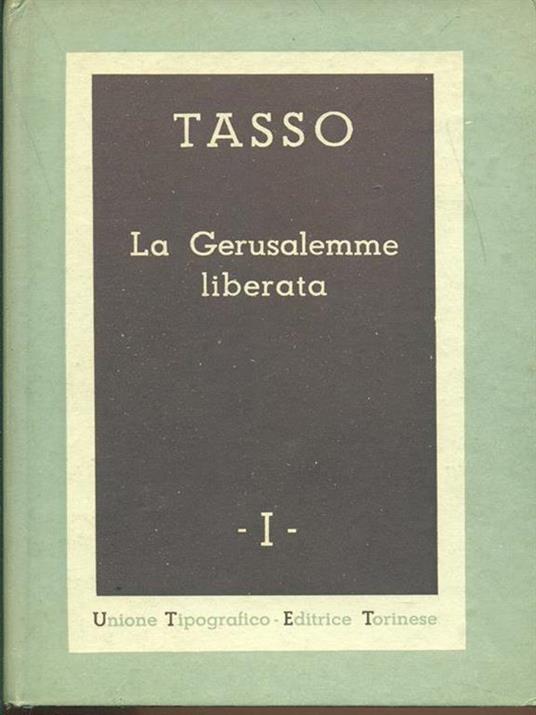 TASSO
La Gerusalemme
liberata
- I -
Unione Tipografico - Editrice Torinese